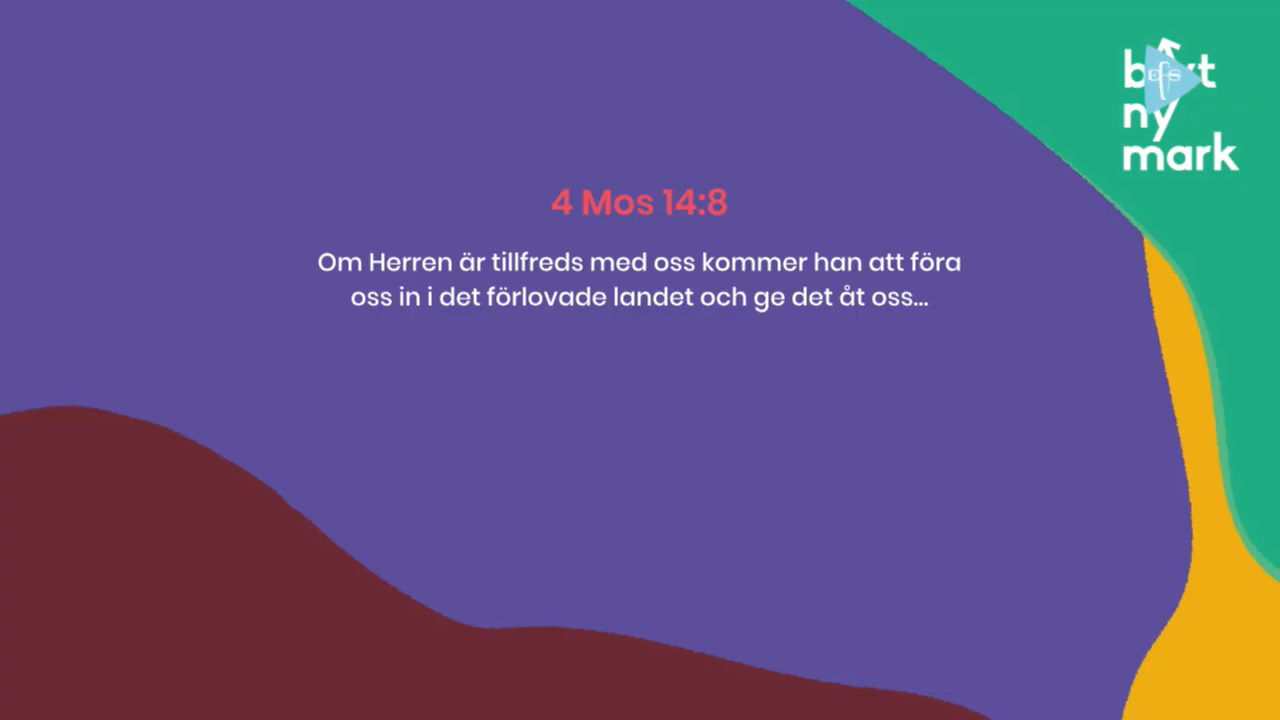 4 Mos 14:8
Om Herren är tillfreds med oss kommer han att föra
oss in i det förlovade landet och ge det åt oss...
ny
mark